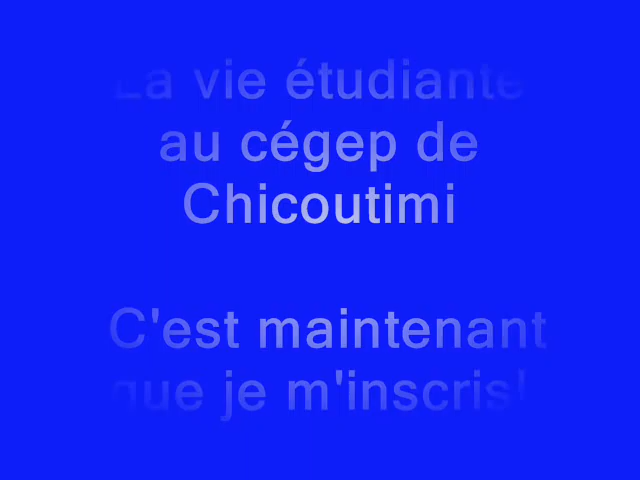 La vie étudiante
au cégep de
Chicoutimi
C'est maintenant
que je m'inscris!